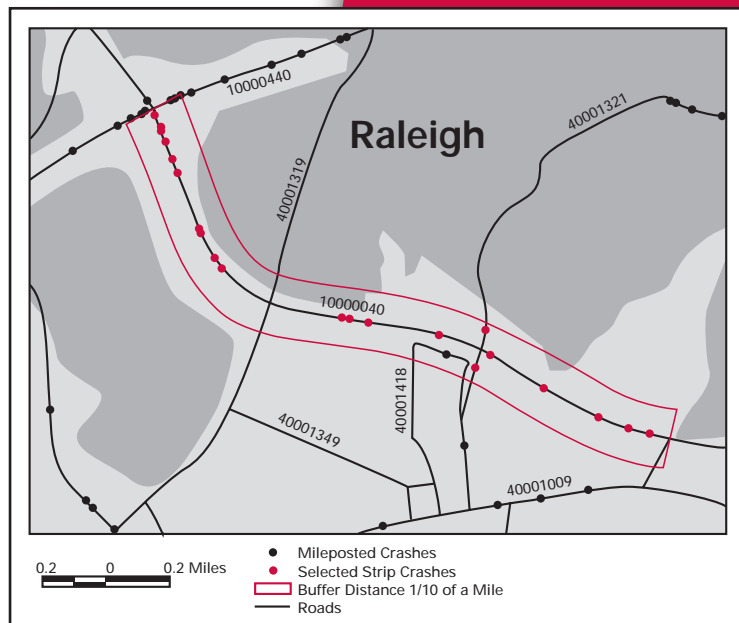 10000440
Raleigh
40001321
40001319
10000040
40001418
40001349
40001009
0.2 0 0.2 Miles
Mileposted Crashes
Selected Strip Crashes
Buffer Distance 1/10 of a Mile
Roads